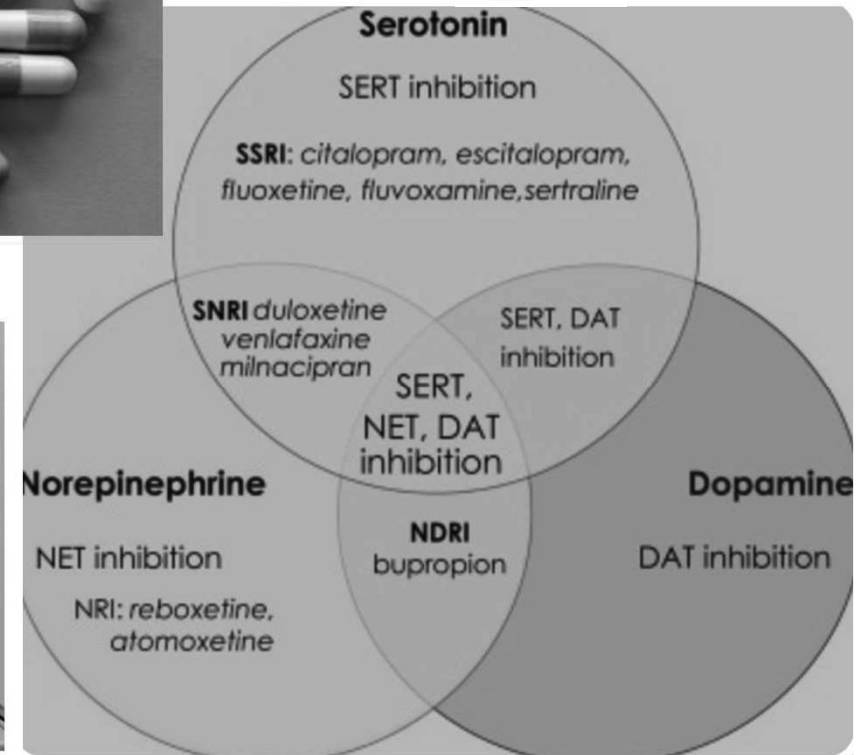 Serotonin
SERT inhibition
SSRI: citalopram, escitalopram,
fluoxetine, fluvoxamine,sertraline
SNRI duloxetine
venlafaxine
milnacipran
SERT, DAT
inhibition
SERT,
NET, DAT
inhibition
Norepinephrine
NET inhibition
NRI: reboxetine,
atomoxetine
NDRI
bupropion
Dopamine
DAT inhibition